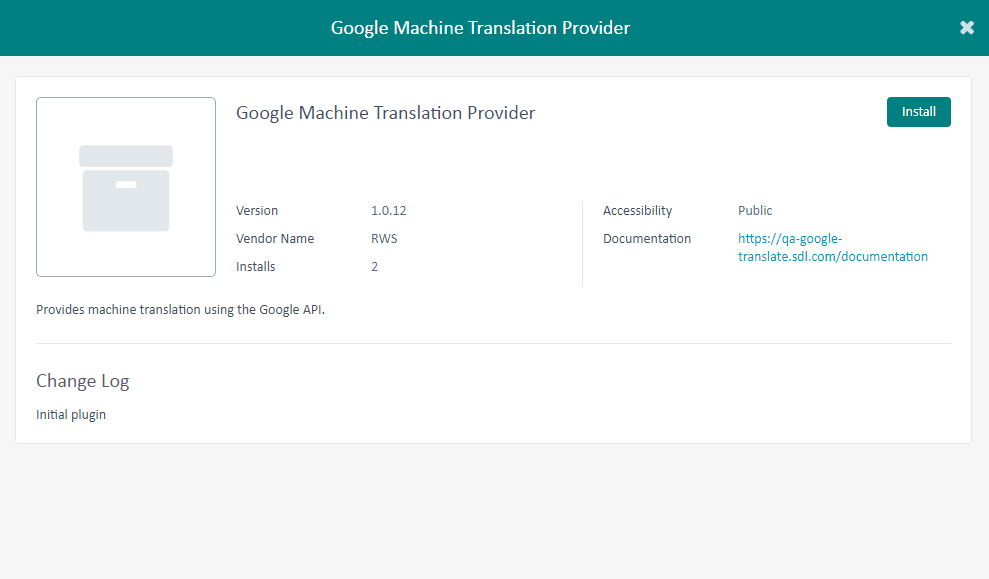 Google Machine Translation Provider
Google Machine Translation Provider
Install
Version 1.0.12
Vendor Name RWS
Installs 2
Accessibility Public
Documentation https://qa-google-
translate.sdl.com/documentation
Provides machine translation using the Google API.
Change Log
Initial plugin